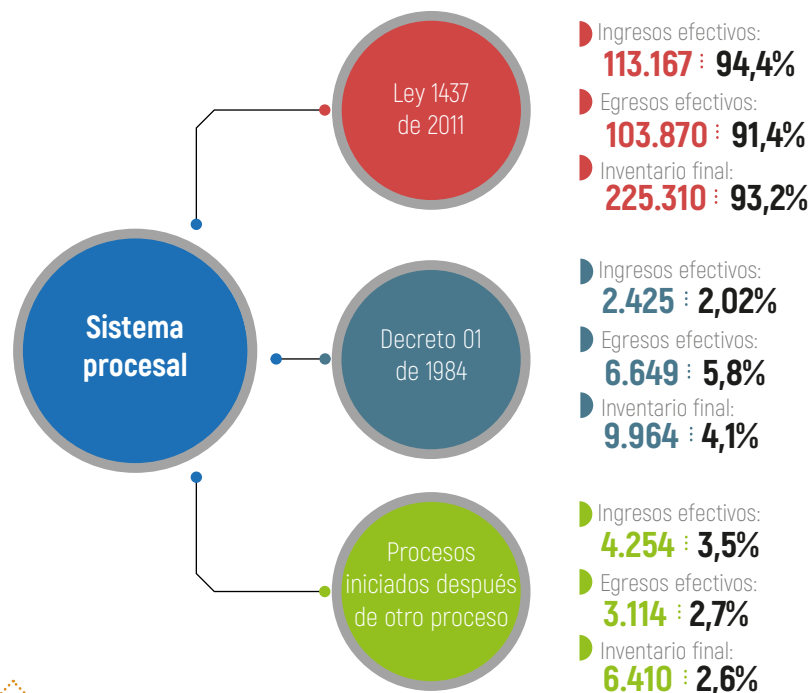 Sistema
procesal
Ley 1437
de 2011
Ingresos efectivos:
113.167 ⁝ 94,4%
Egresos efectivos:
103.870 ⁝ 91,4%
Inventario final:
225.310 ⁝ 93,2%
Decreto 01
de 1984
Ingresos efectivos:
2.425 ⁝ 2,02%
Egresos efectivos:
6.649 ⁝ 5,8%
Inventario final:
9.964 ⁝ 4,1%
Procesos
iniciados después
de otro proceso
Ingresos efectivos:
4.254 ⁝ 3,5%
Egresos efectivos:
3.114 ⁝ 2,7%
Inventario final:
6.410 ⁝ 2,6%